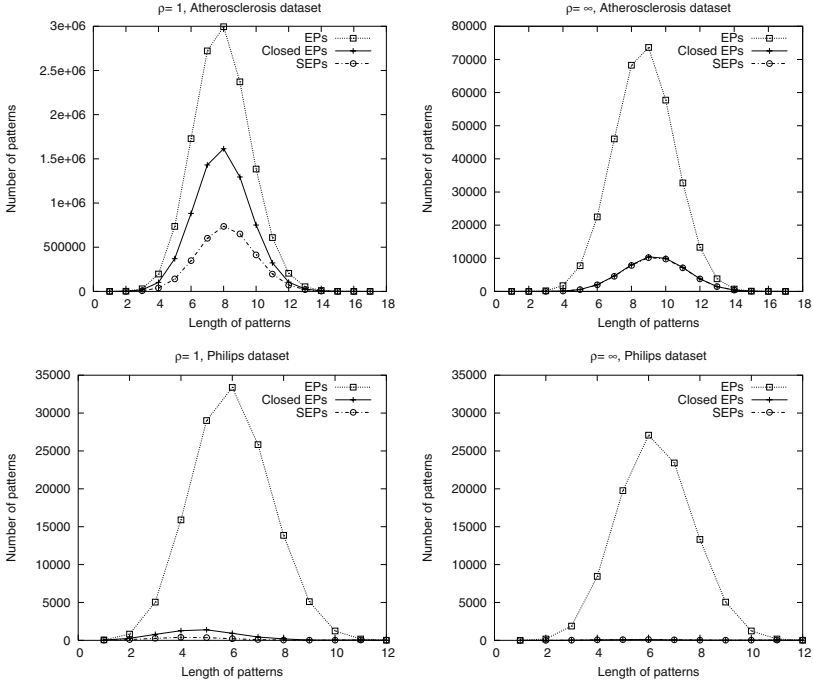 ρ= 1, Atherosclerosis dataset
EPs
Closed EPs
SEPs
Number of patterns
3e+06
2.5e+06
2e+06
1.5e+06
1e+06
500000
0
0 2 4 6 8 10 12 14 16 18
Length of patterns
ρ= ∞, Atherosclerosis dataset
EPs
Closed EPs
SEPs
Number of patterns
80000
70000
60000
50000
40000
30000
20000
10000
0
0 2 4 6 8 10 12 14 16 18
Length of patterns
ρ= 1, Philips dataset
EPs
Closed EPs
SEPs
Number of patterns
35000
30000
25000
20000
15000
10000
5000
0
0 2 4 6 8 10 12
Length of patterns
ρ= ∞, Philips dataset
EPs
Closed EPs
SEPs
Number of patterns
35000
30000
25000
20000
15000
10000
5000
0
0 2 4 6 8 10 12
Length of patterns